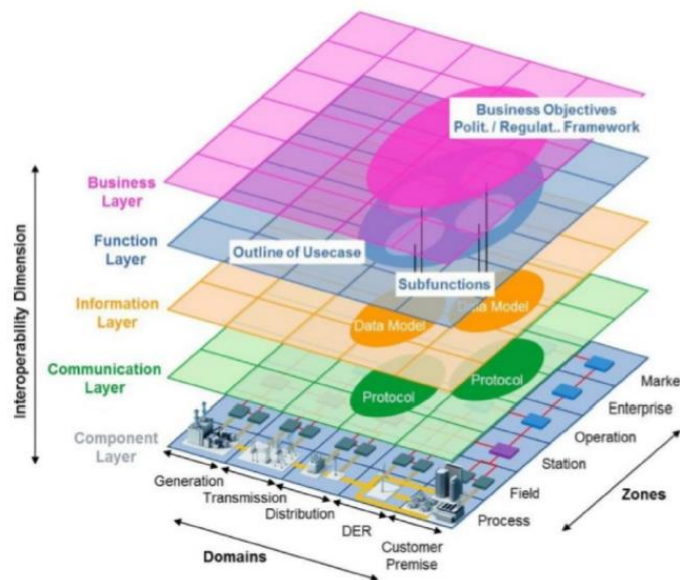 Business Objectives
Polit. / Regulat.. Framework
Business
Layer
Function
Layer
Outline of Usecase
Subfunctions
Interoperability Dimension
Information
Layer
Data Model
Data Model
Communication
Layer
Protocol
Protocol
Component
Layer
Marke
Enterprise
Operation
Station
Field
Process
Zones
Generation
Transmission
Distribution
DER
Customer
Premise
Domains